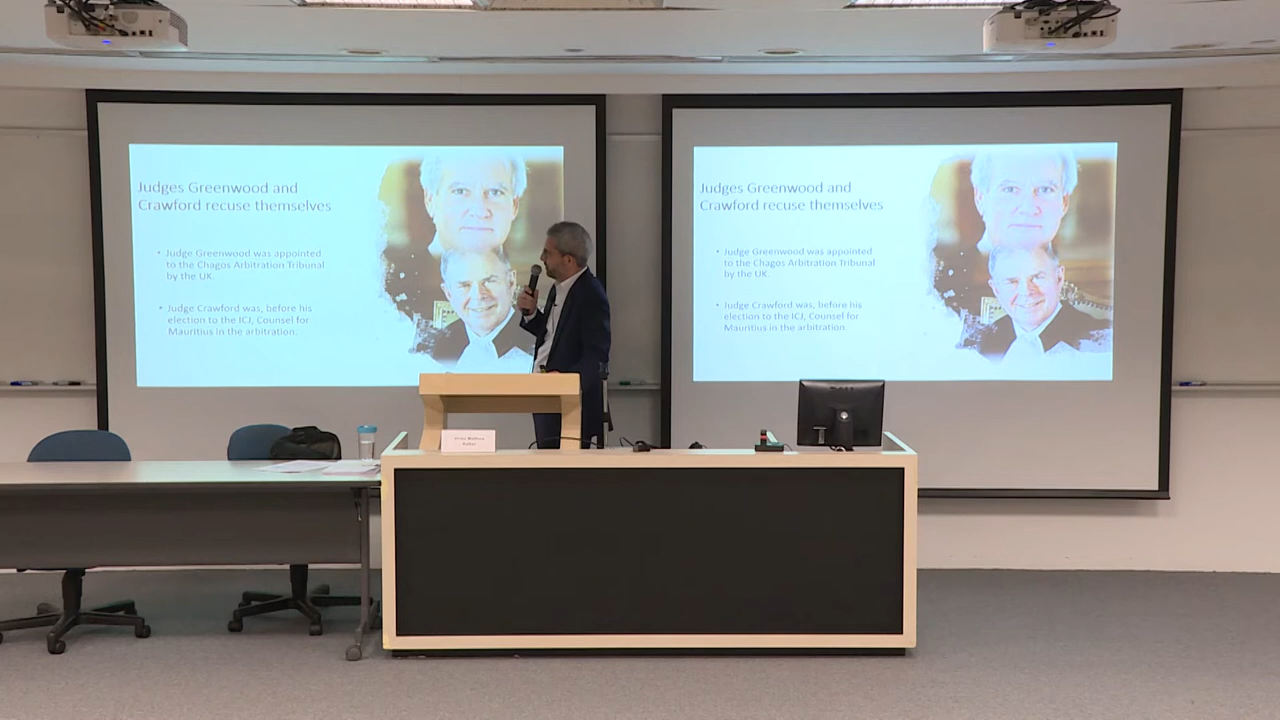 Judges Greenwood and
Crawford recuse themselves
• Judge Greenwood was appointed
to the Chagos Arbitration Tribunal
by the UK.
• Judge Crawford was, before his
election to the ICJ, Counsel for
Mauritius in the arbitration.
Judges Greenwood and
Crawford recuse themselves
• Judge Greenwood was appointed
to the Chagos Arbitration Tribunal
by the UK.
• Judge Crawford was, before his
election to the ICJ, Counsel for
Mauritius in the arbitration.